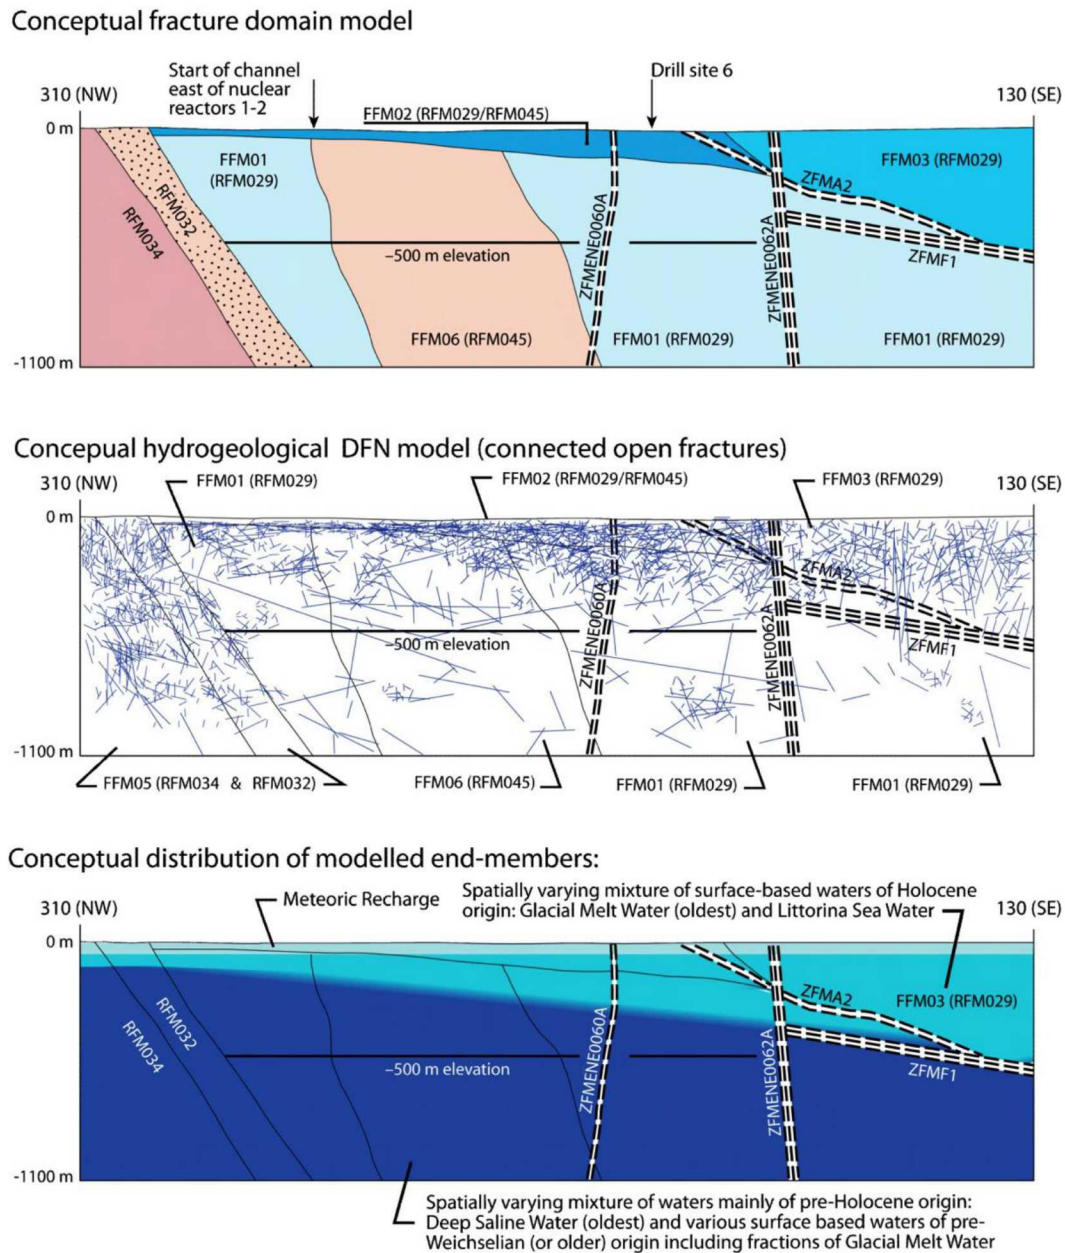 Conceptual fracture domain model
Start of channel
east of nuclear
reactors 1-2
Drill site 6
310 (NW)
130 (SE)
FFM02 (RFM029/RFM045)
0 m
FFM01
(RFM029)
FFM03 (RFM029)
RFM032
RFM034
ZFMA2
ZFMENE0060A
ZFMENE0062A
–500 m elevation
ZFMF1
FFM06 (RFM045)
FFM01 (RFM029)
FFM01 (RFM029)
-1100 m
Concepual hydrogeological DFN model (connected open fractures)
310 (NW)
FFM01 (RFM029)
FFM02 (RFM029/RFM045)
FFM03 (RFM029)
130 (SE)
0 m
ZFMA2
ZFMENE0060A
ZFMENE0062A
–500 m elevation
ZFMF1
-1100 m
FFM05 (RFM034 & RFM032)
FFM06 (RFM045)
FFM01 (RFM029)
FFM01 (RFM029)
Conceptual distribution of modelled end-members:
310 (NW)
Meteoric Recharge
Spatially varying mixture of surface-based waters of Holocene
origin: Glacial Melt Water (oldest) and Littorina Sea Water
130 (SE)
0 m
ZFMA2
FFM03 (RFM029)
RFM032
RFM034
ZFMENE0060A
ZFMENE0062A
–500 m elevation
ZFMF1
-1100 m
Spatially varying mixture of waters mainly of pre-Holocene origin:
Deep Saline Water (oldest) and various surface based waters of pre-
Weichselian (or older) origin including fractions of Glacial Melt Water